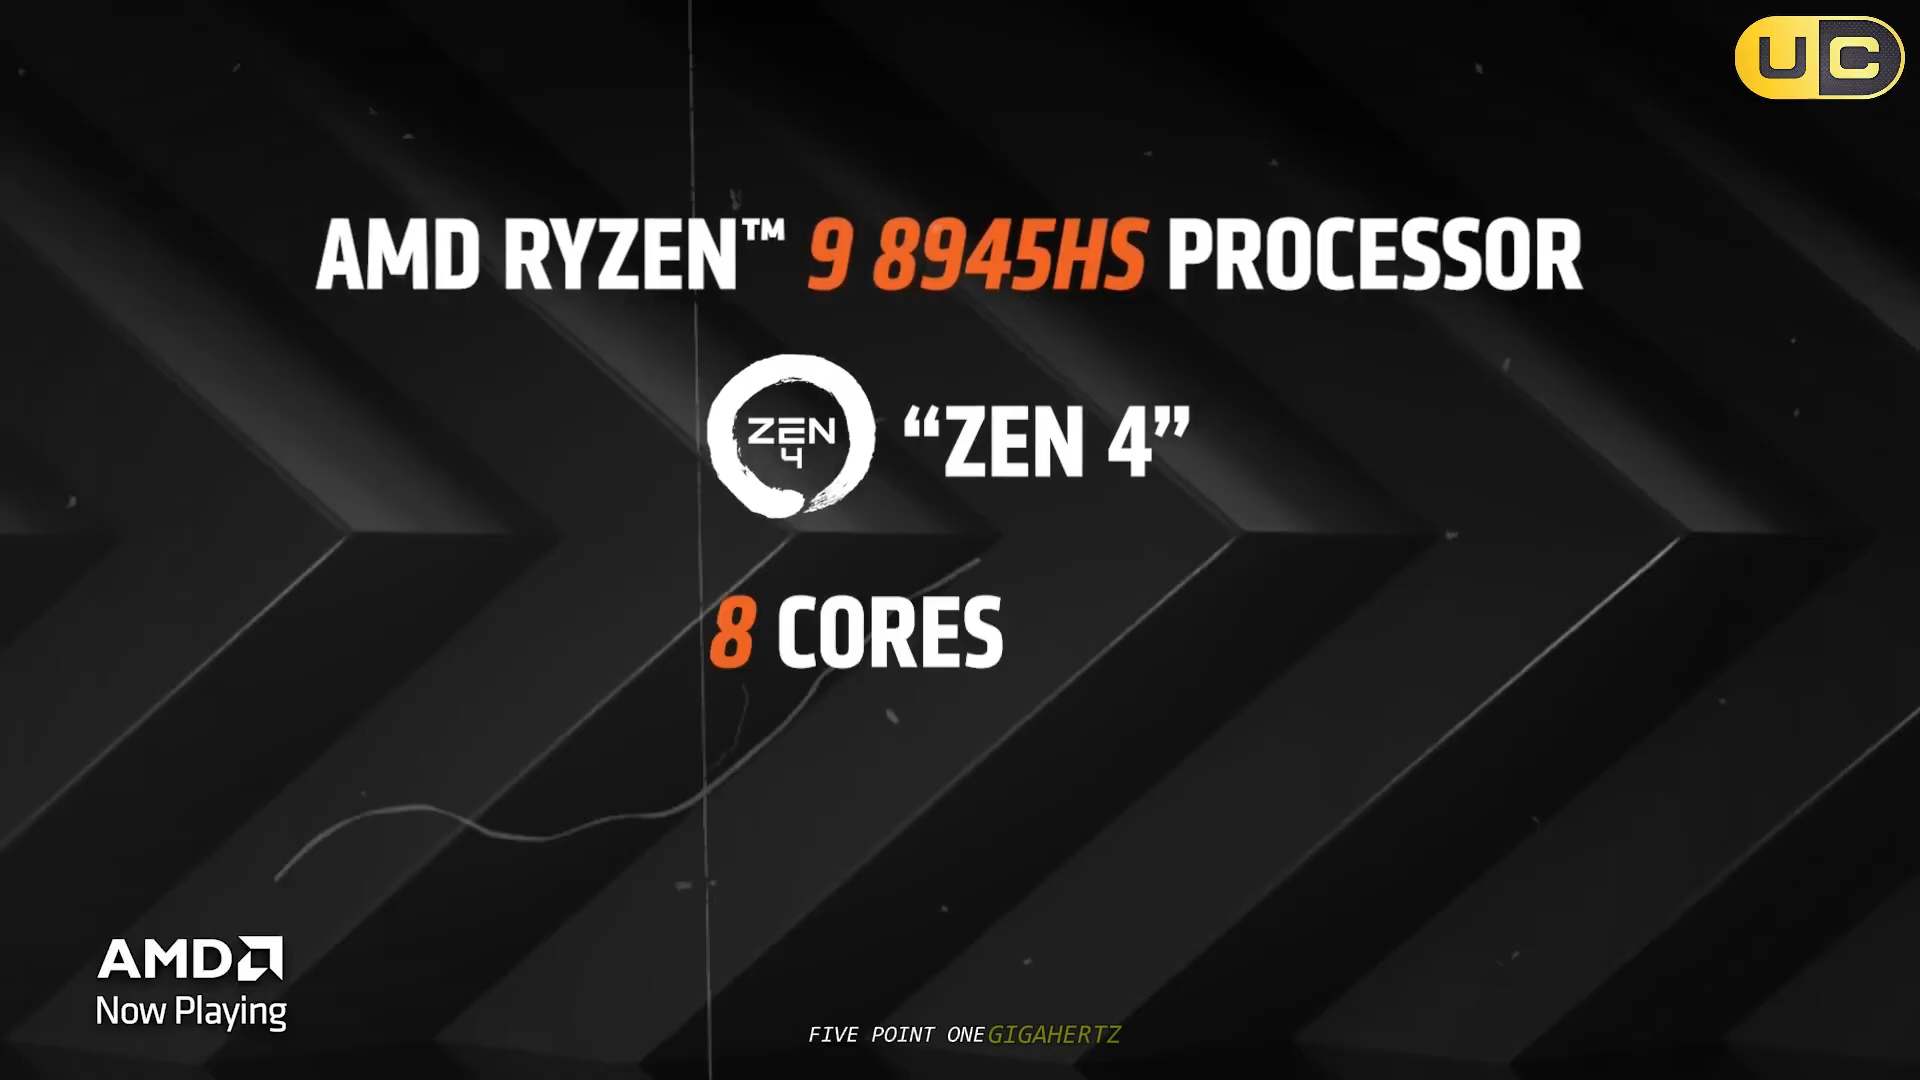 UC
AMD RYZEN™ 9 8945HS PROCESSOR
ZEN
4
“ZEN 4”
8 CORES
AMD
Now Playing
FIVE POINT ONE GIGAHERTZ